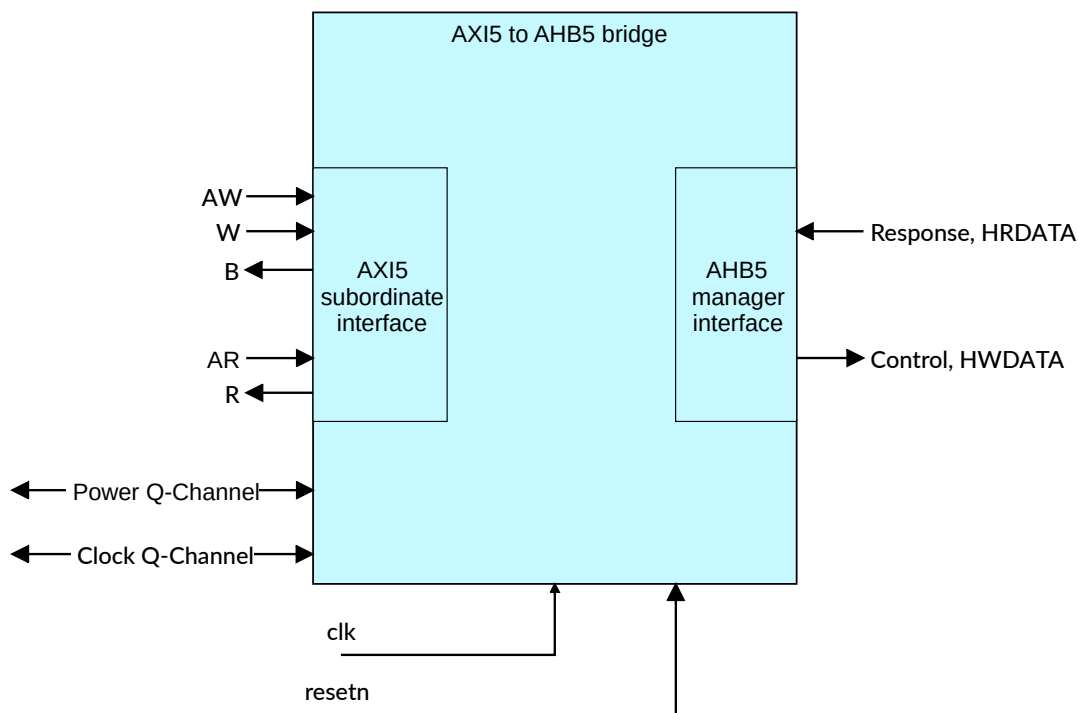 AXI5 to AHB5 bridge
AW
W
B
AR
R
AXI5
subordinate
interface
AHB5
manager
interface
Response, HRDATA
Control, HWDATA
Power Q-Channel
Clock Q-Channel
clk
resetn